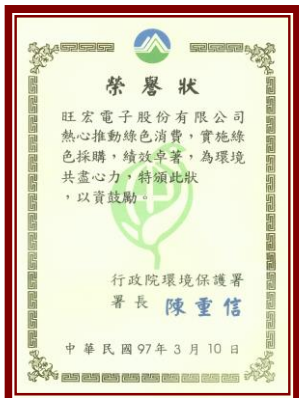 榮譽狀
旺宏電子股份有限公司
熱心推動綠色消費，實施綠
色採購，績效卓著，為環境
共盡心力，特頒此狀
，以資鼓勵。
行政院環境保護署
署長 陳重信
中華民國97年3月10日